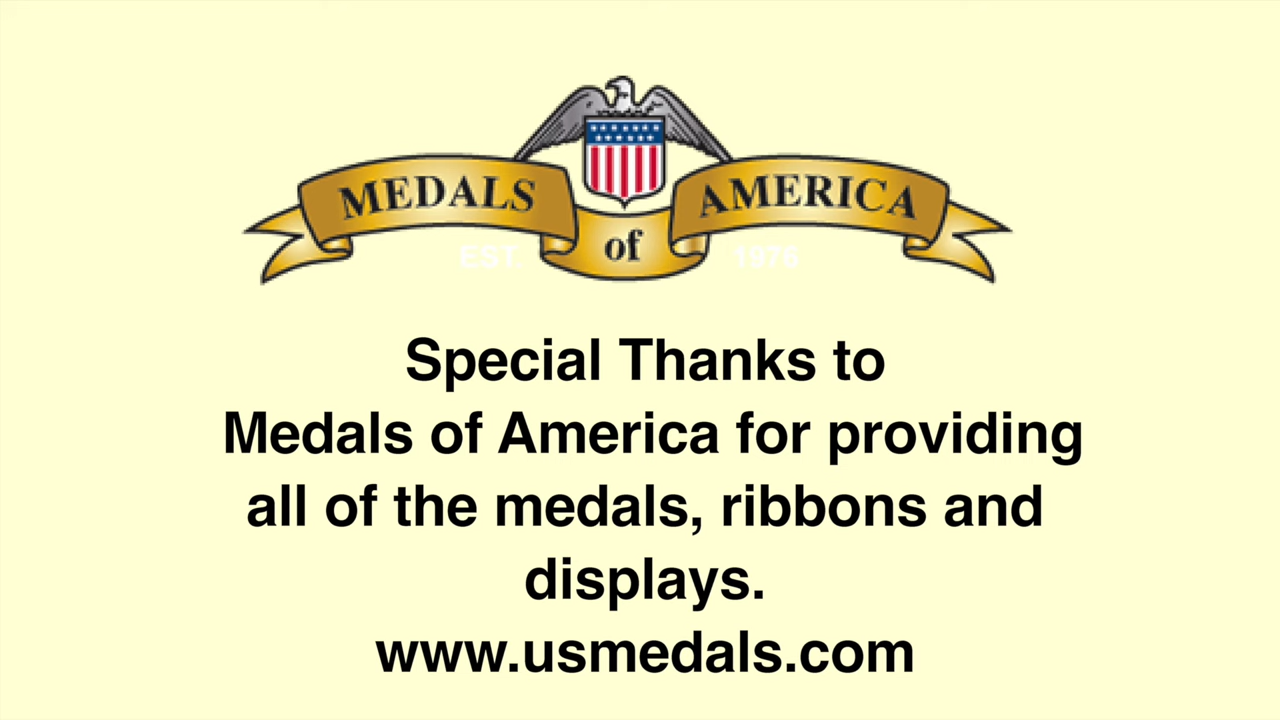 MEDALS of AMERICA
EST. 1976
Special Thanks to
Medals of America for providing
all of the medals, ribbons and
displays.
www.usmedals.com